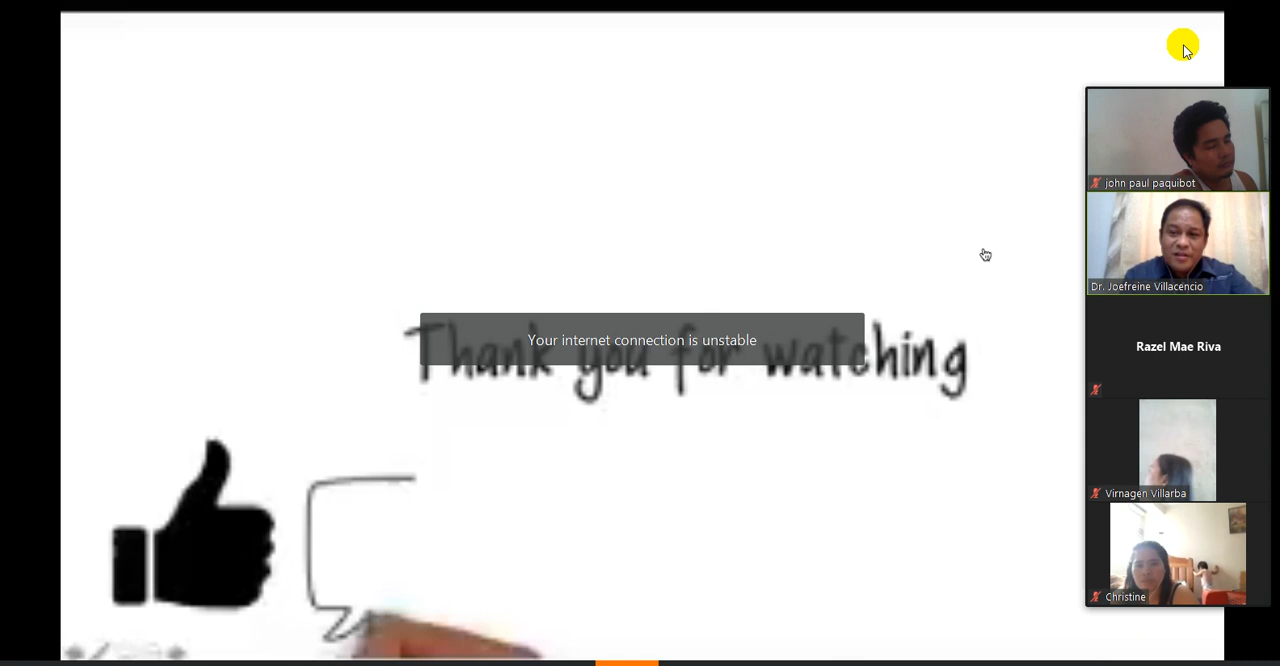 john paul paquibot
Dr. Joefreine Villacencio
Your internet connection is unstable
Thank you for watching
Razel Mae Riva
Virnagen Villarba
Christine